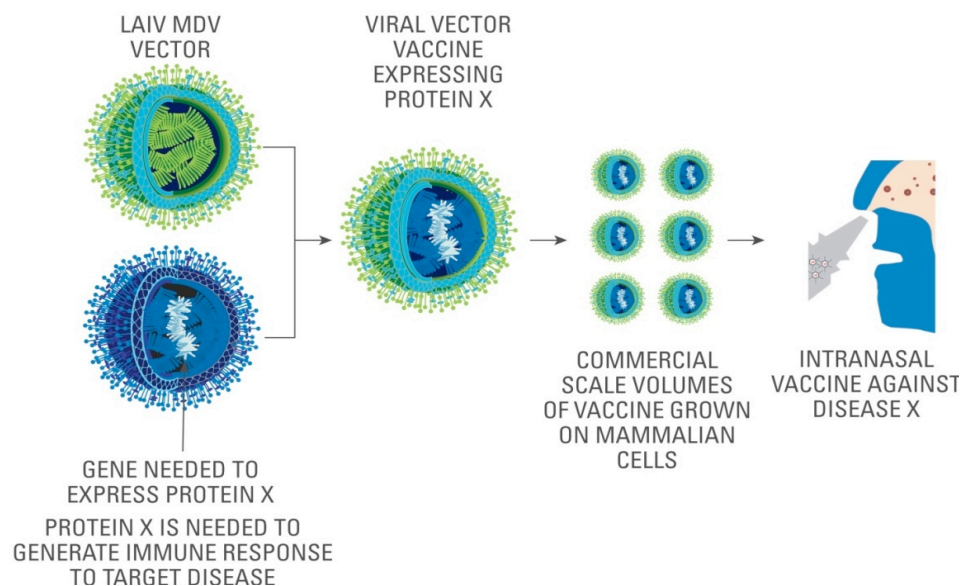 LAIV MDV
VECTOR
VIRAL VECTOR
VACCINE
EXPRESSING
PROTEIN X
GENE NEEDED TO
EXPRESS PROTEIN X
PROTEIN X IS NEEDED TO
GENERATE IMMUNE RESPONSE
TO TARGET DISEASE
COMMERCIAL
SCALE VOLUMES
OF VACCINE GROWN
ON MAMMALIAN
CELLS
INTRANASAL
VACCINE AGAINST
DISEASE X